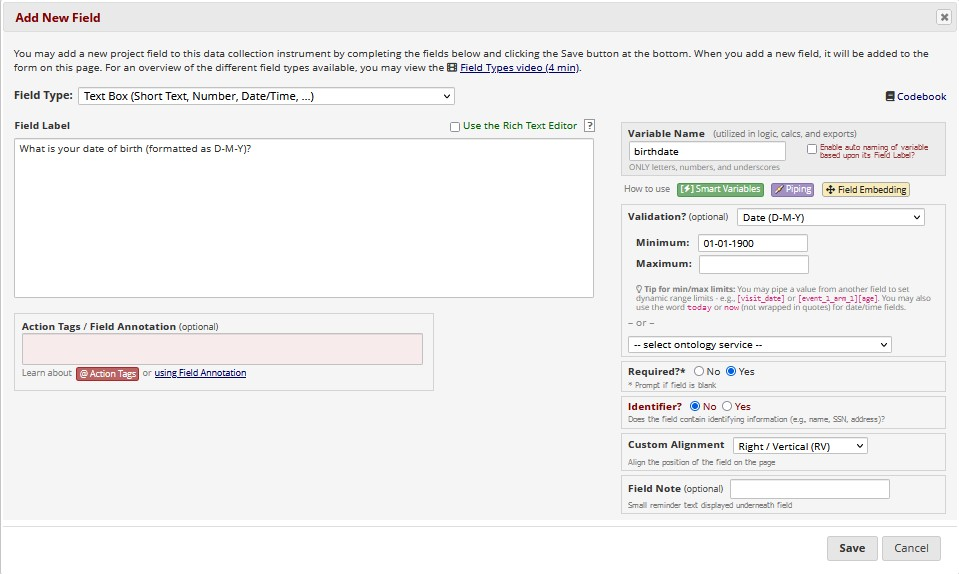 Add New Field
You may add a new project field to this data collection instrument by completing the fields below and clicking the Save button at the bottom. When you add a new field, it will be added to the
form on this page. For an overview of the different field types available, you may view the Field Types video (4 min).
Field Type: Text Box (Short Text, Number, Date/Time, ...)
Codebook
Field Label
Use the Rich Text Editor ?
What is your date of birth (formatted as D-M-Y)?
Action Tags / Field Annotation (optional)
Learn about @ Action Tags or using Field Annotation
Variable Name (utilized in logic, calcs, and exports)
birthdate
Enable auto naming of variable
based upon its Field Label?
ONLY letters, numbers, and underscores
How to use [⚡] Smart Variables Piping Field Embedding
Validation? (optional) Date (D-M-Y)
Minimum: 01-01-1900
Maximum:
Tip for min/max limits: You may pipe a value from another field to set
dynamic range limits - e.g., [visit_date] or [event_1_arm_1][age]. You may also
use the word today or now (not wrapped in quotes) for date/time fields.
-- or --
-- select ontology service --
Required?* No Yes
* Prompt if field is blank
Identifier? No Yes
Does the field contain identifying information (e.g., name, SSN, address)?
Custom Alignment Right / Vertical (RV)
Align the position of the field on the page
Field Note (optional)
Small reminder text displayed underneath field
Save Cancel